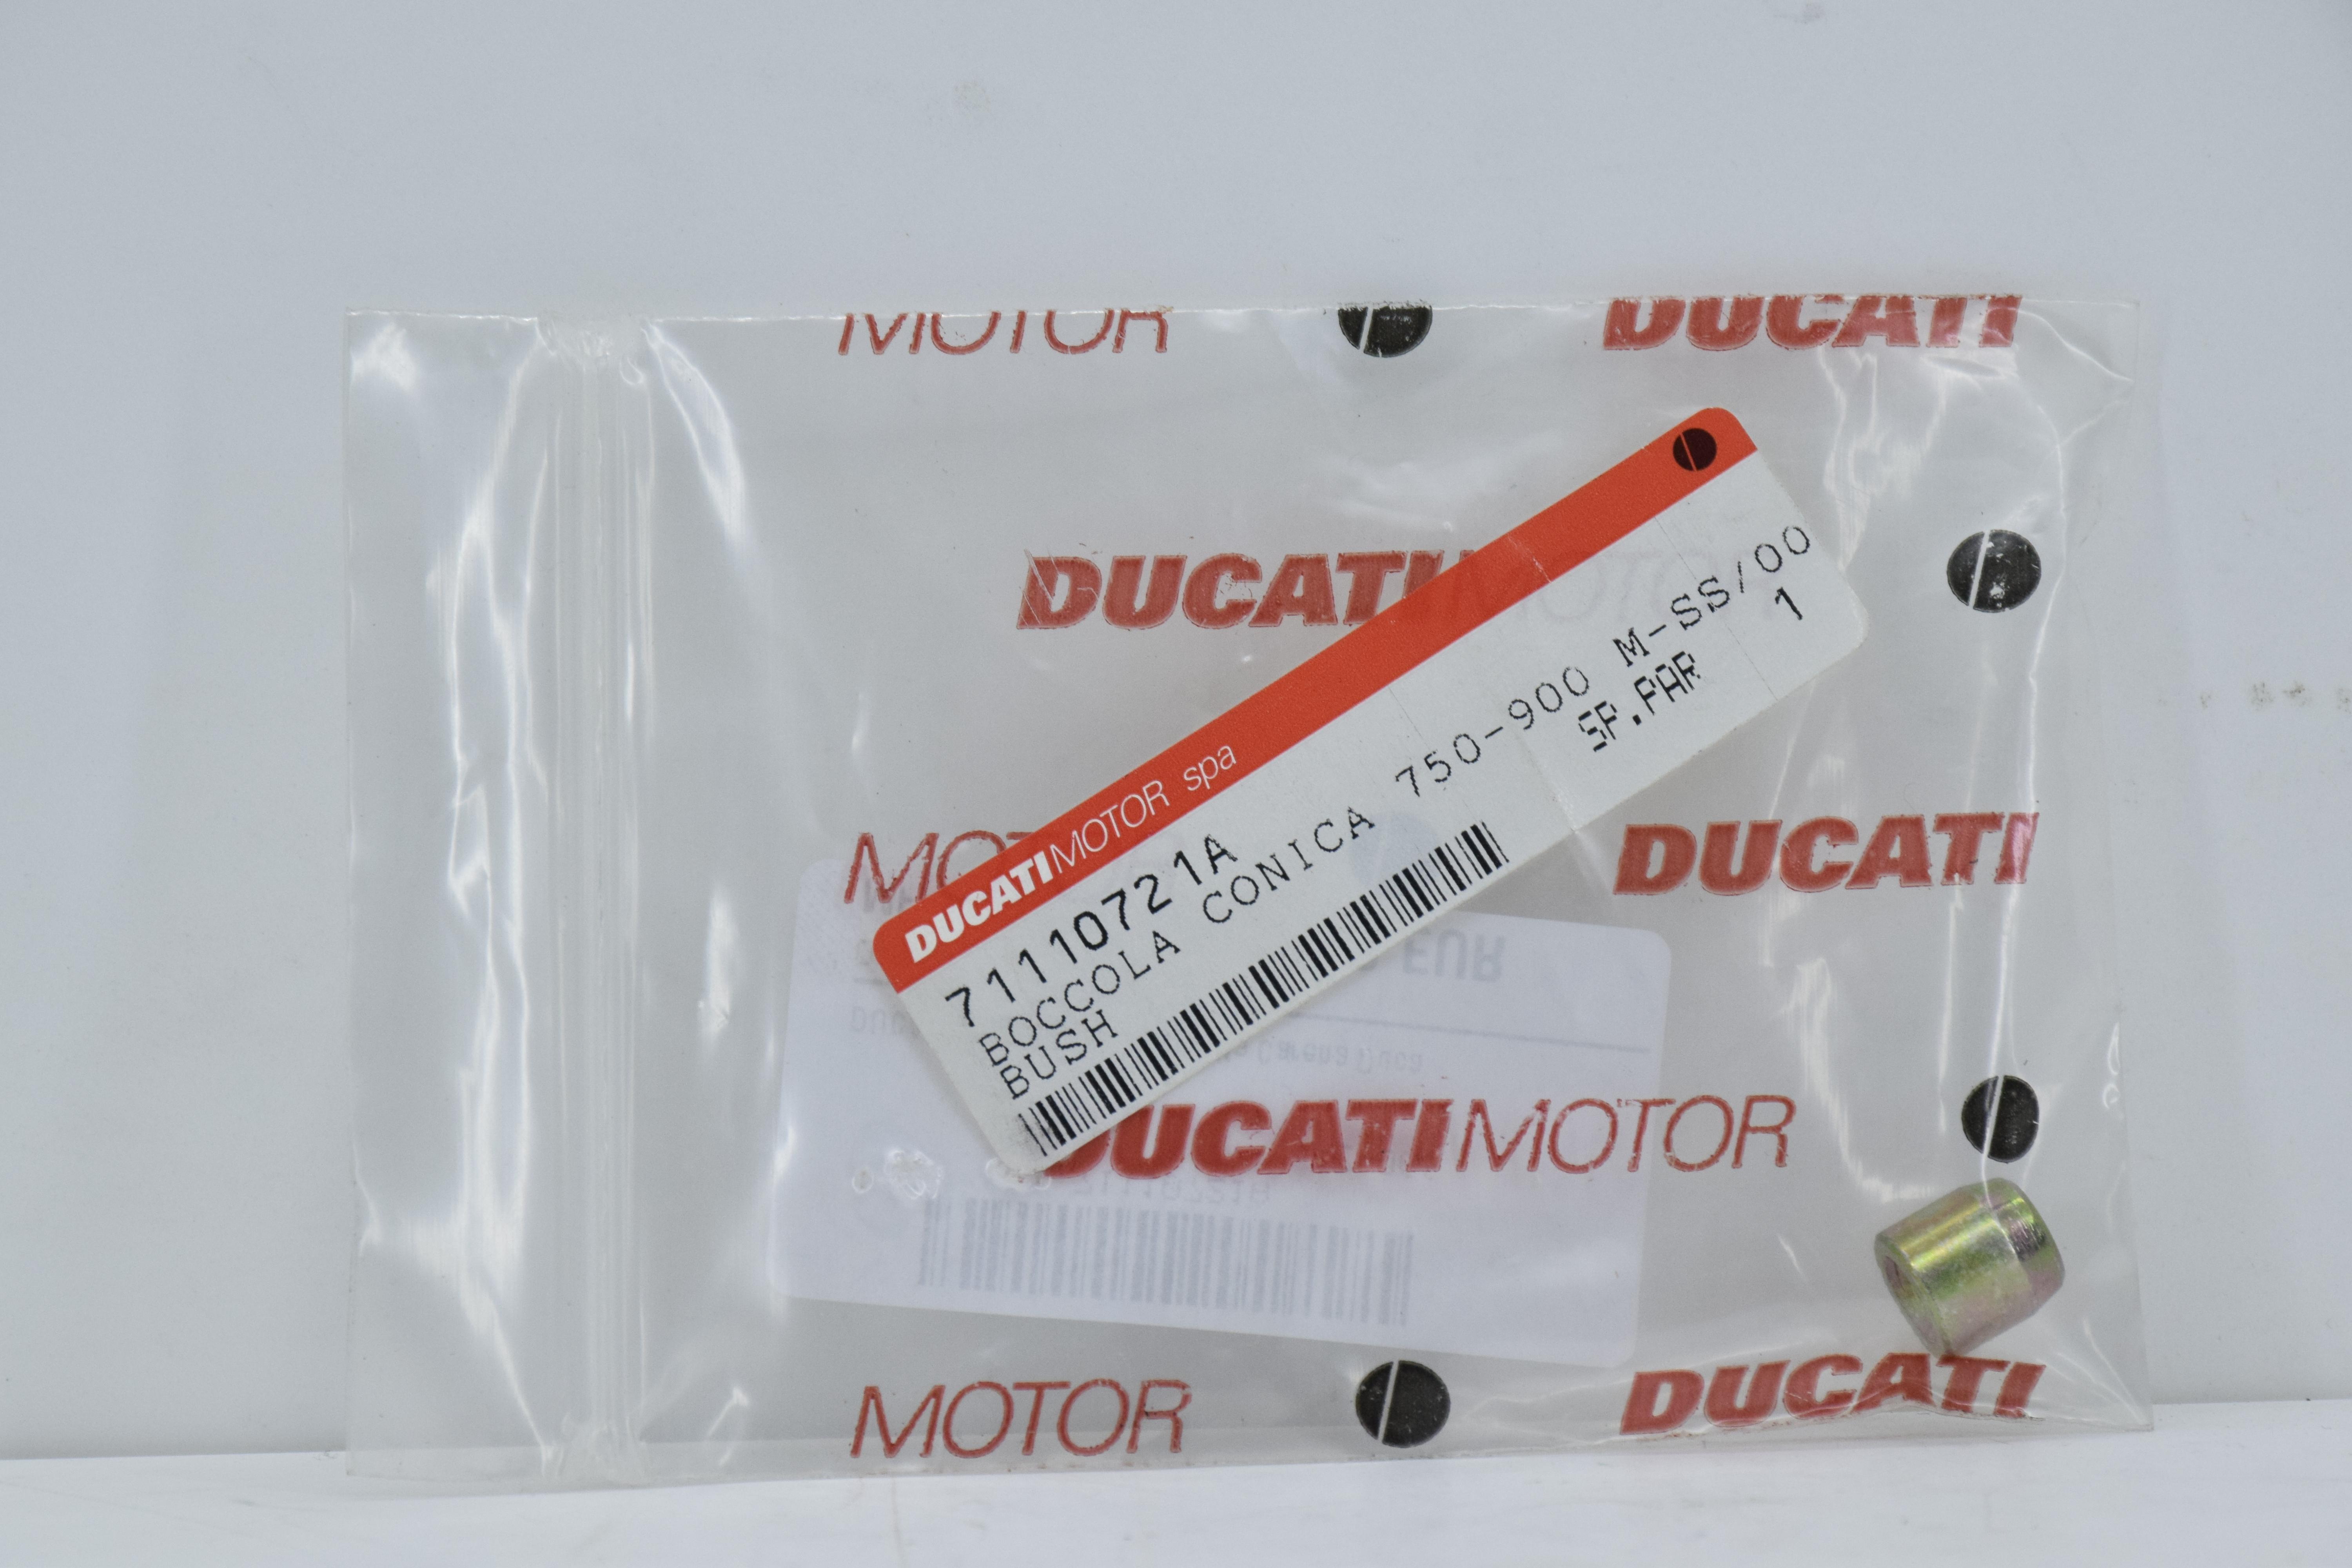 MOTOR DUCATI
DUCATI
DUCATIMOTOR spa
71110721A
BOCCOLA CONICA 750-900 M-SS/00
BUSH SP.PAR 1
DUCATI
EUR
DUCATIMOTOR
MOTOR DUCATI